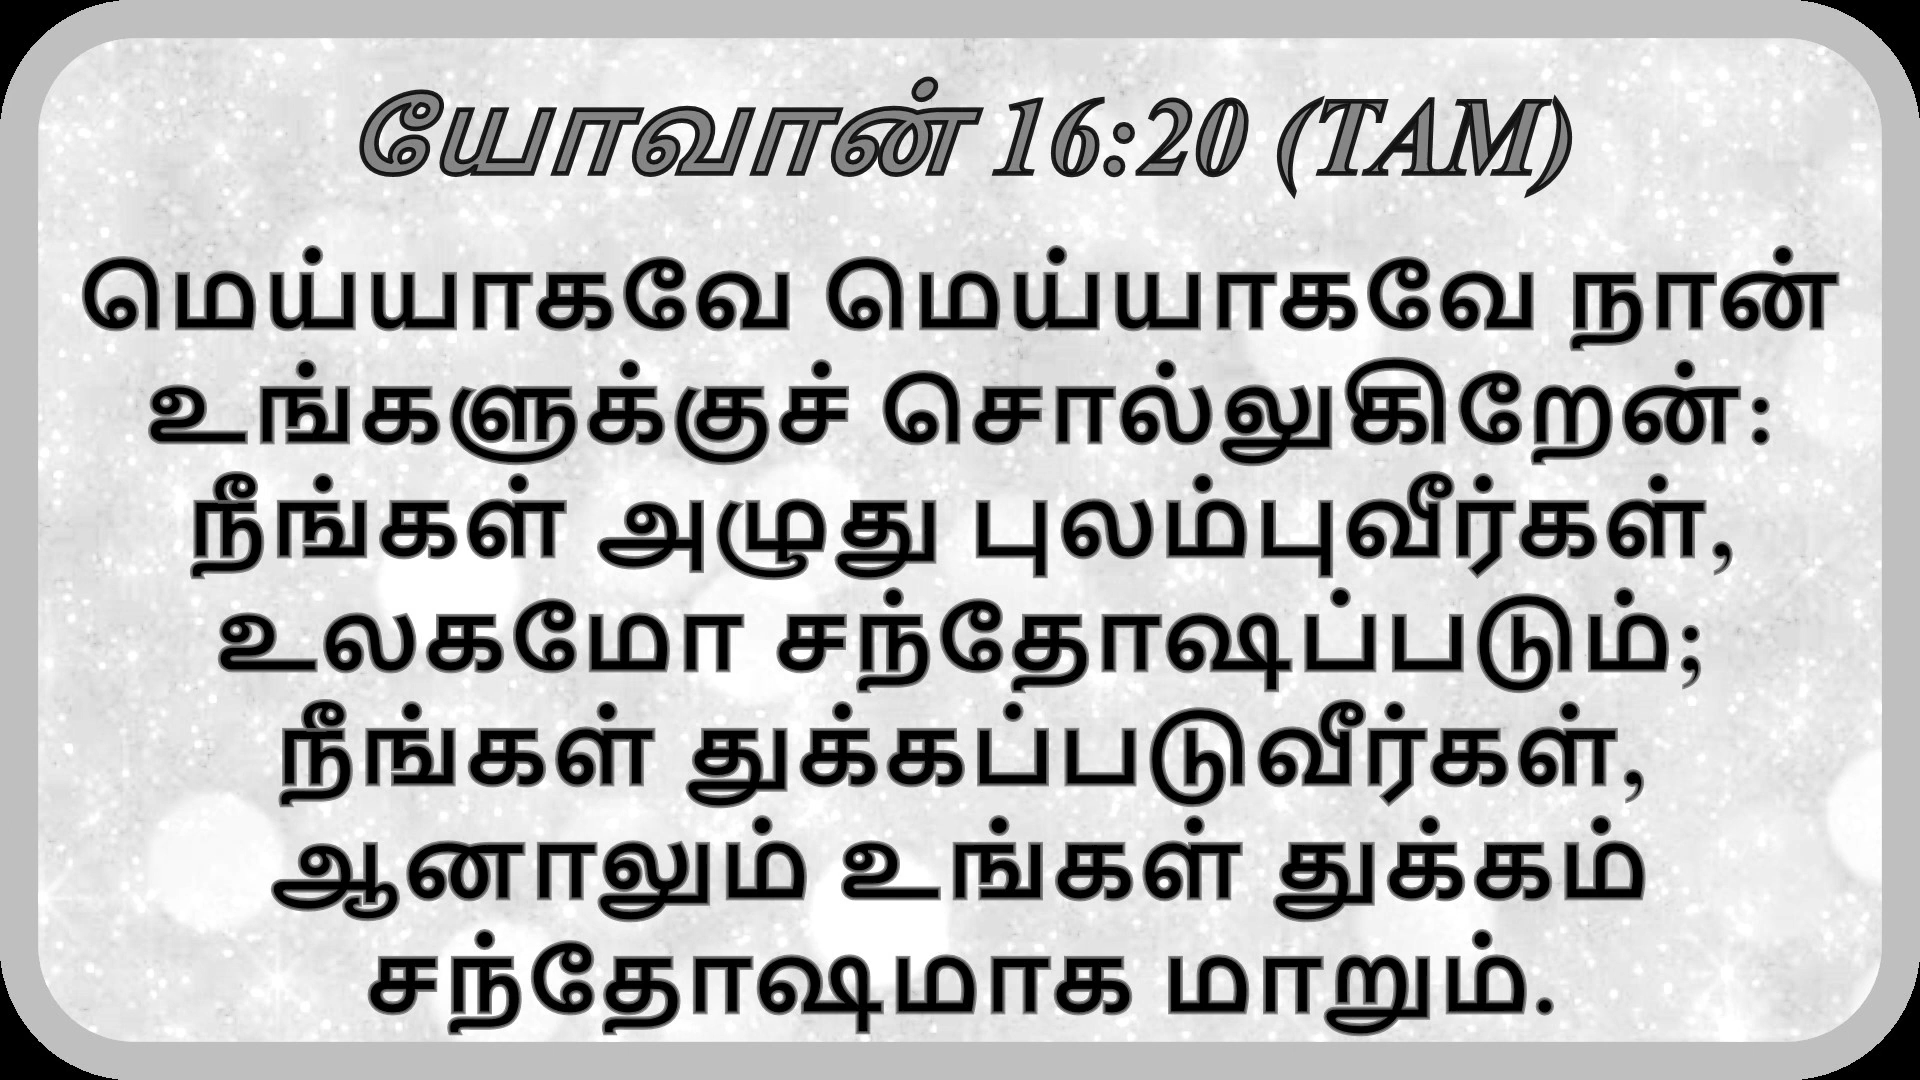 யோவான் 16:20 (TAM)
மெய்யாகவே மெய்யாகவே நான்
உங்களுக்குச் சொல்லுகிறேன்:
நீங்கள் அழுது புலம்புவீர்கள்,
உலகமோ சந்தோஷப்படும்;
நீங்கள் துக்கப்படுவீர்கள்,
ஆனாலும் உங்கள் துக்கம்
சந்தோஷமாக மாறும்.